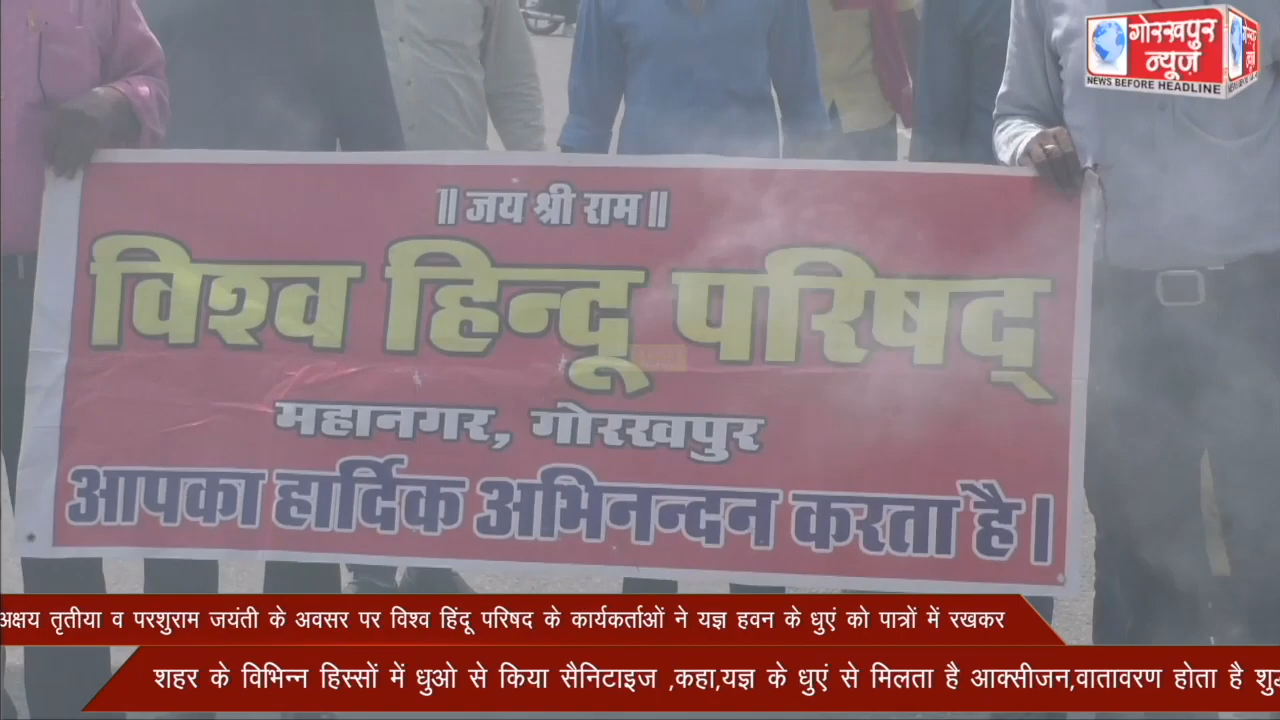 गोरखपुर
न्यूज़
NEWS BEFORE HEADLINE
॥ जय श्री राम ॥
विश्व हिन्दू परिषद्
महानगर, गोरखपुर
आपका हार्दिक अभिनन्दन करता है।
अक्षय तृतीया व परशुराम जयंती के अवसर पर विश्व हिंदू परिषद के कार्यकर्ताओं ने यज्ञ हवन के धुएं को पात्रों में रखकर
शहर के विभिन्न हिस्सों में धुओ से किया सैनिटाइज ,कहा,यज्ञ के धुएं से मिलता है आक्सीजन,वातावरण होता है